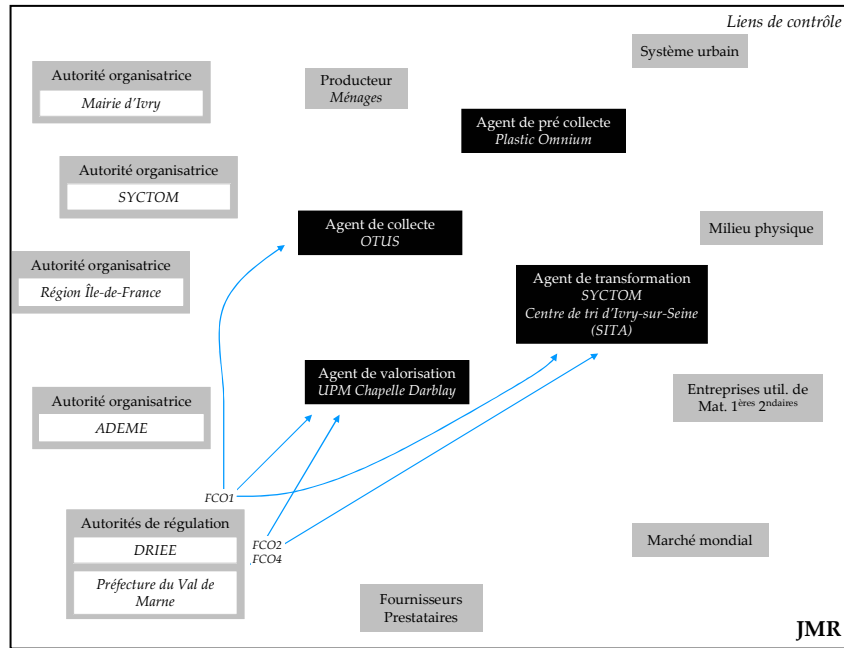 Liens de contrôle
Système urbain
Autorité organisatrice
Mairie d'Ivry
Producteur
Ménages
Agent de pré collecte
Plastic Omnium
Autorité organisatrice
SYCTOM
Agent de collecte
OTUS
Milieu physique
Autorité organisatrice
Région Île-de-France
Agent de transformation
SYCTOM
Centre de tri d'Ivry-sur-Seine
(SITA)
Agent de valorisation
UPM Chapelle Darblay
Entreprises util. de
Mat. 1ères 2ndaires
Autorité organisatrice
ADEME
FCO1
Autorités de régulation
DRIEE
Préfecture du Val de
Marne
FCO2
FCO4
Marché mondial
Fournisseurs
Prestataires
JMR